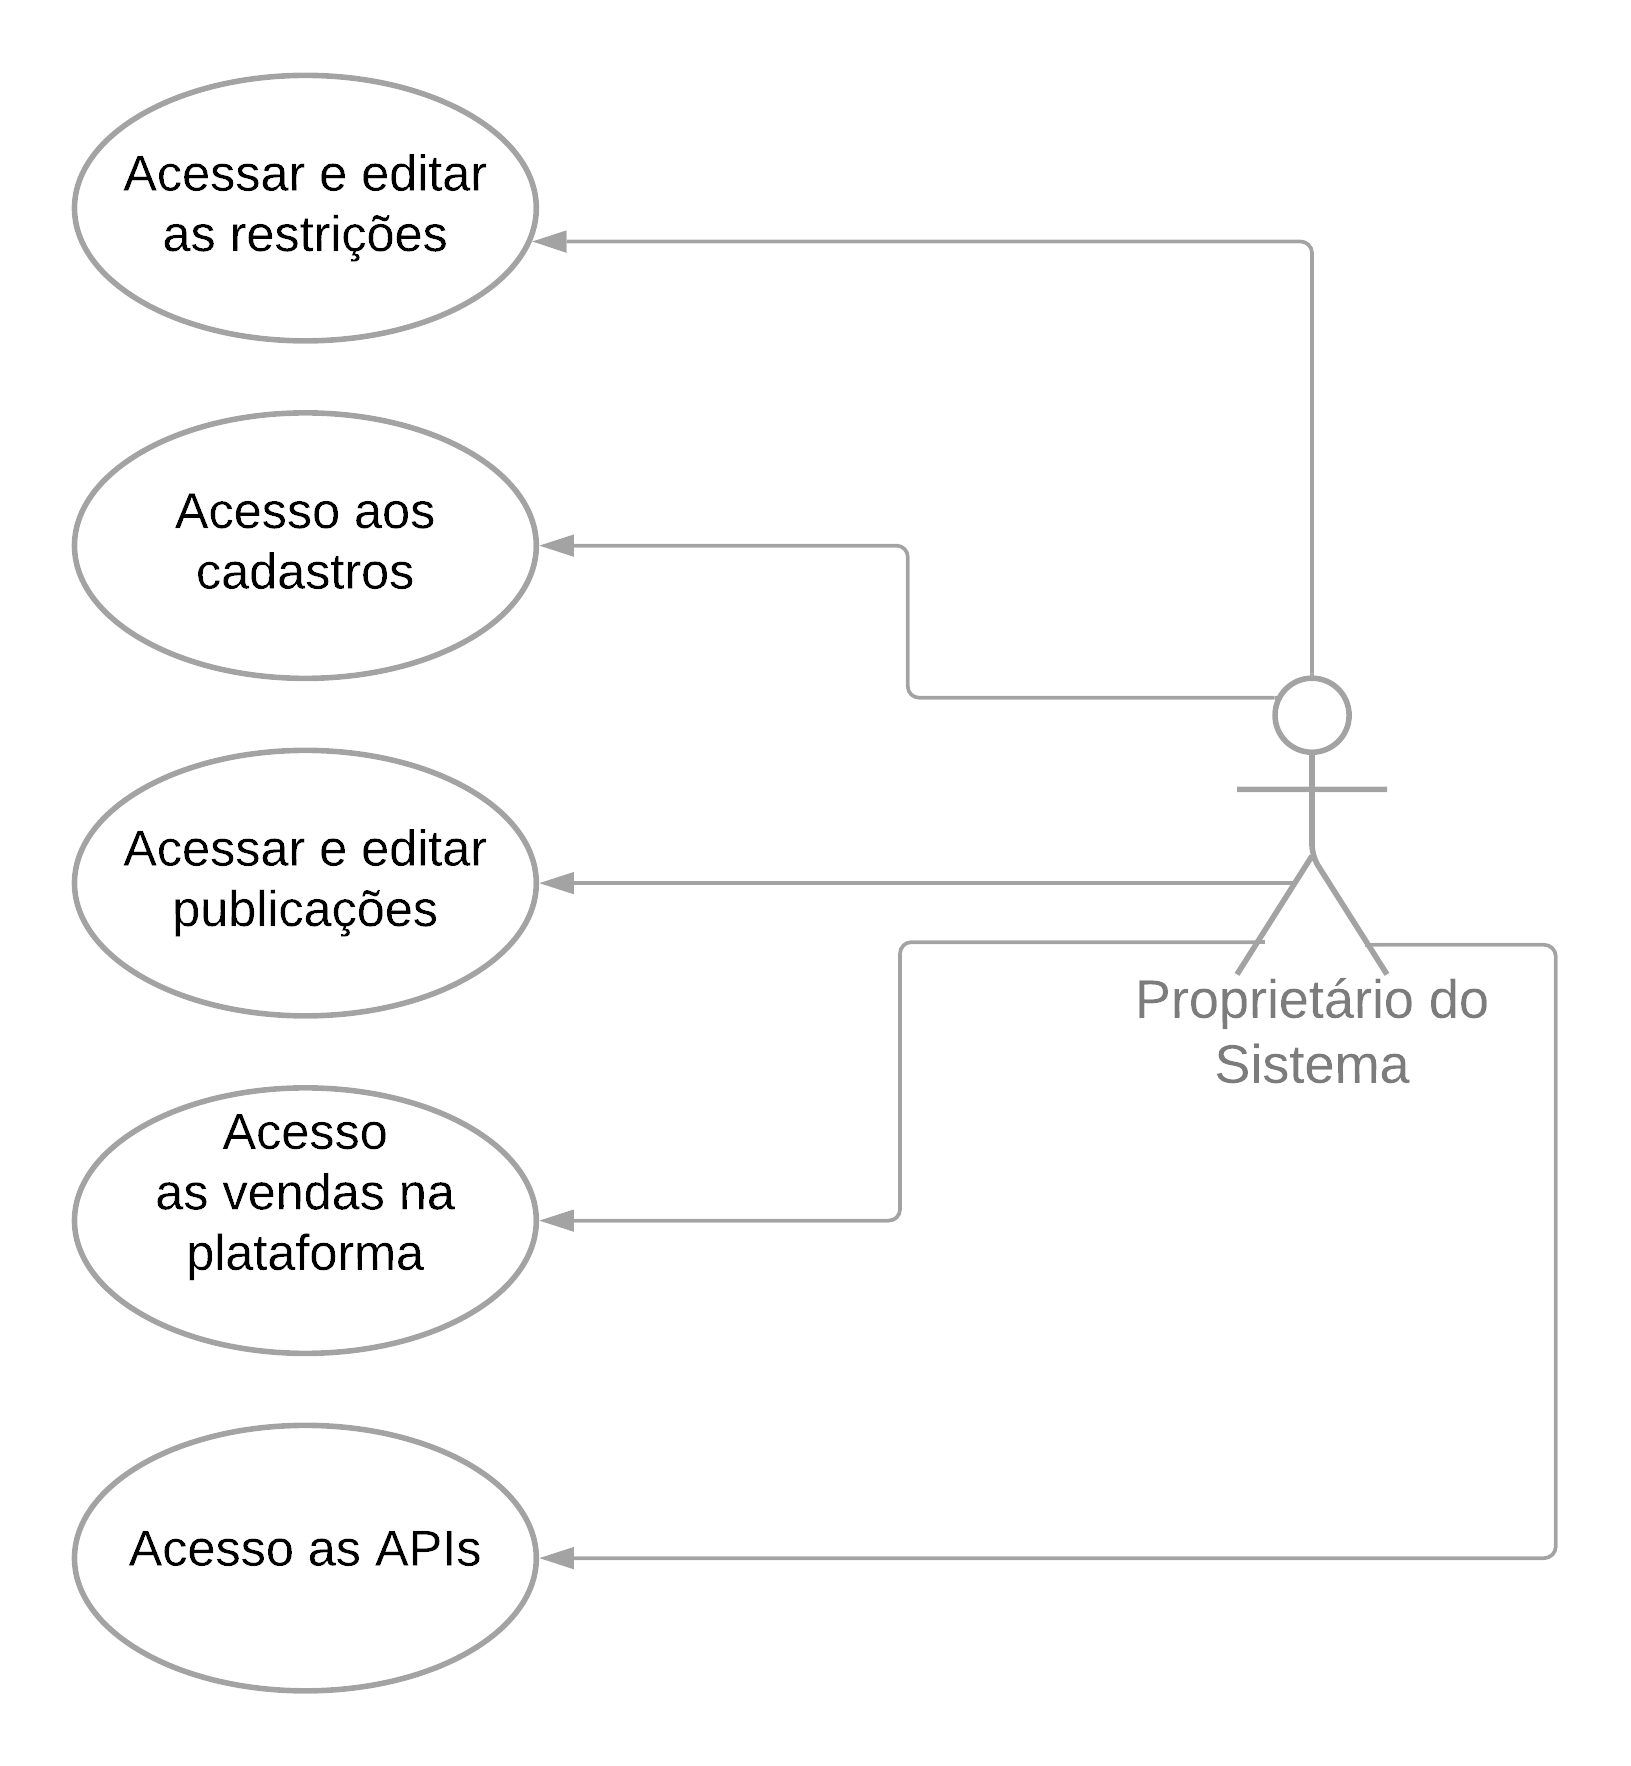 Acessar e editar
as restrições
Acesso aos
cadastros
Acessar e editar
publicações
Proprietário do
Sistema
Acesso
as vendas na
plataforma
Acesso as APIs